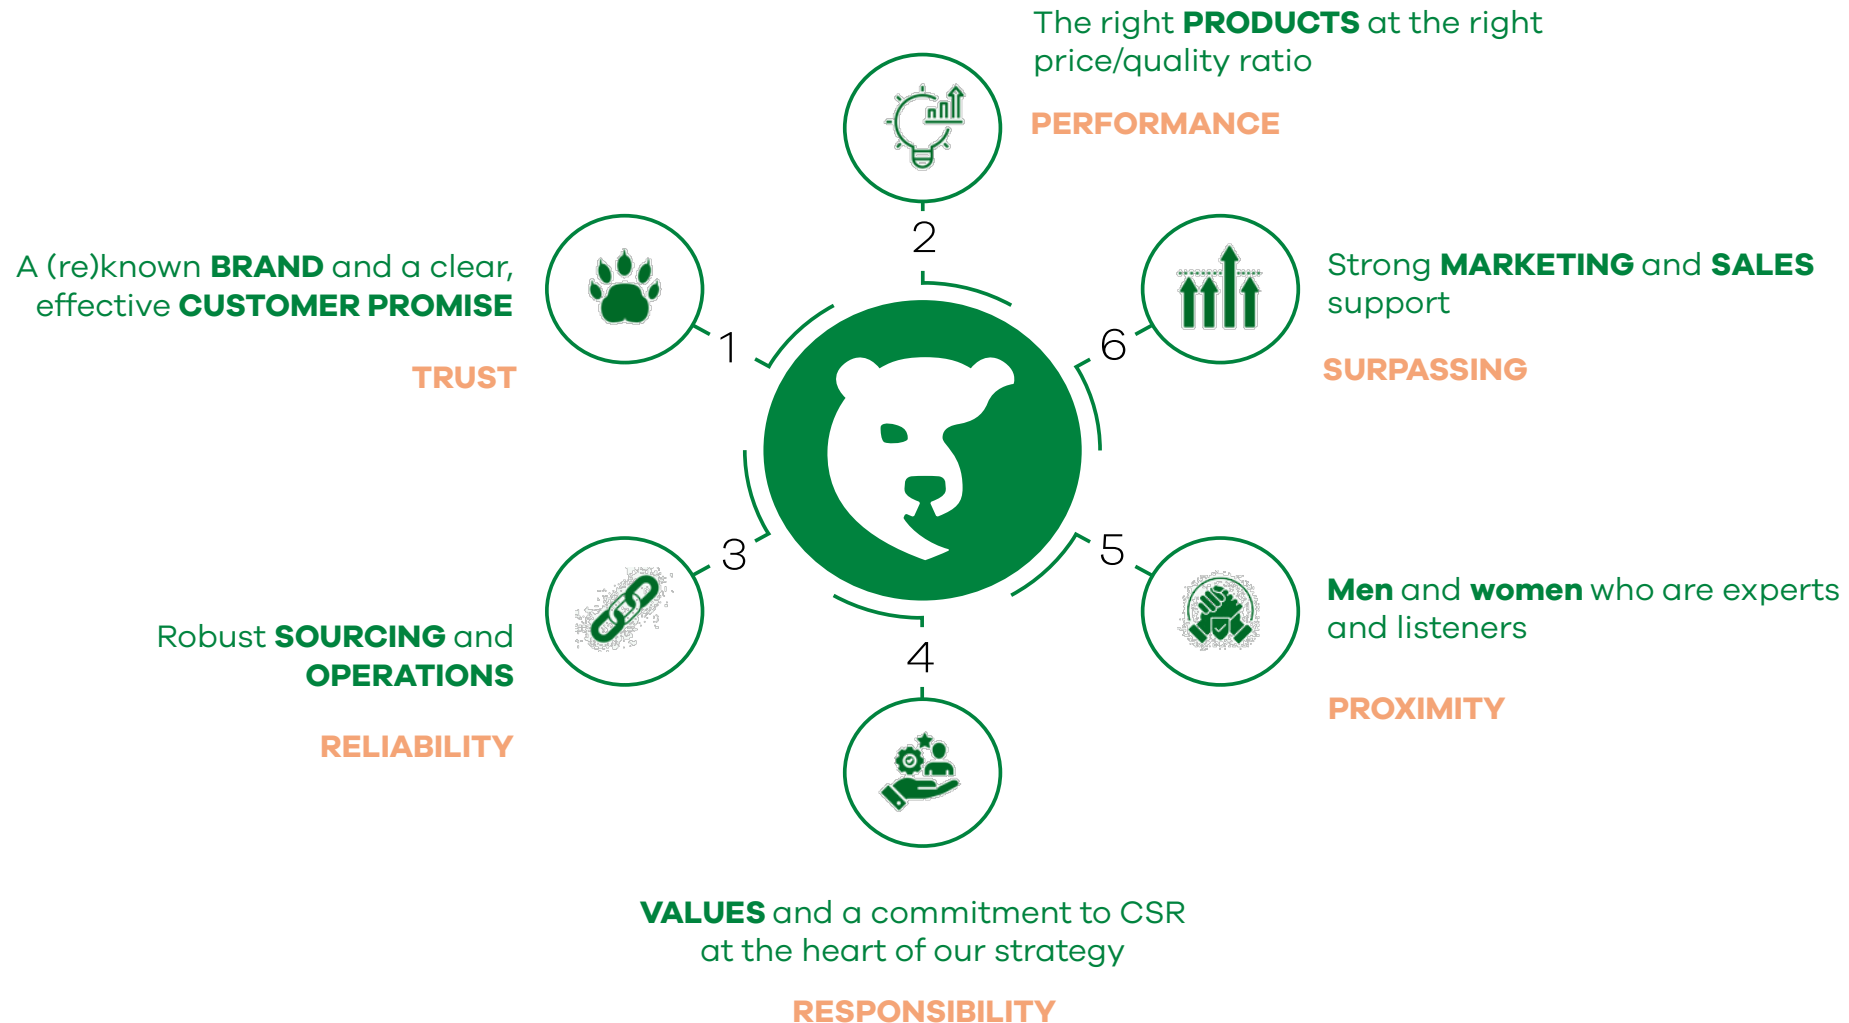 The right PRODUCTS at the right
price/quality ratio
PERFORMANCE
2
A (re)known BRAND and a clear,
effective CUSTOMER PROMISE
TRUST
1
6
Strong MARKETING and SALES
support
SURPASSING
3
Robust SOURCING and
OPERATIONS
RELIABILITY
5
Men and women who are experts
and listeners
PROXIMITY
4
VALUES and a commitment to CSR
at the heart of our strategy
RESPONSIBILITY